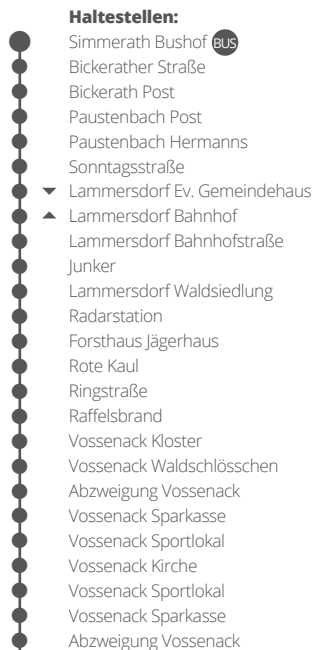 Haltestellen:
Simmerath Bushof BUS
Bickerather Straße
Bickerath Post
Paustenbach Post
Paustenbach Hermanns
Sonntagsstraße
Lammersdorf Ev. Gemeindehaus
Lammersdorf Bahnhof
Lammersdorf Bahnhofstraße
Junker
Lammersdorf Waldsiedlung
Radarstation
Forsthaus Jägerhaus
Rote Kaul
Ringstraße
Raffelsbrand
Vossenack Kloster
Vossenack Waldschlösschen
Abzweigung Vossenack
Vossenack Sparkasse
Vossenack Sportlokal
Vossenack Kirche
Vossenack Sportlokal
Vossenack Sparkasse
Abzweigung Vossenack